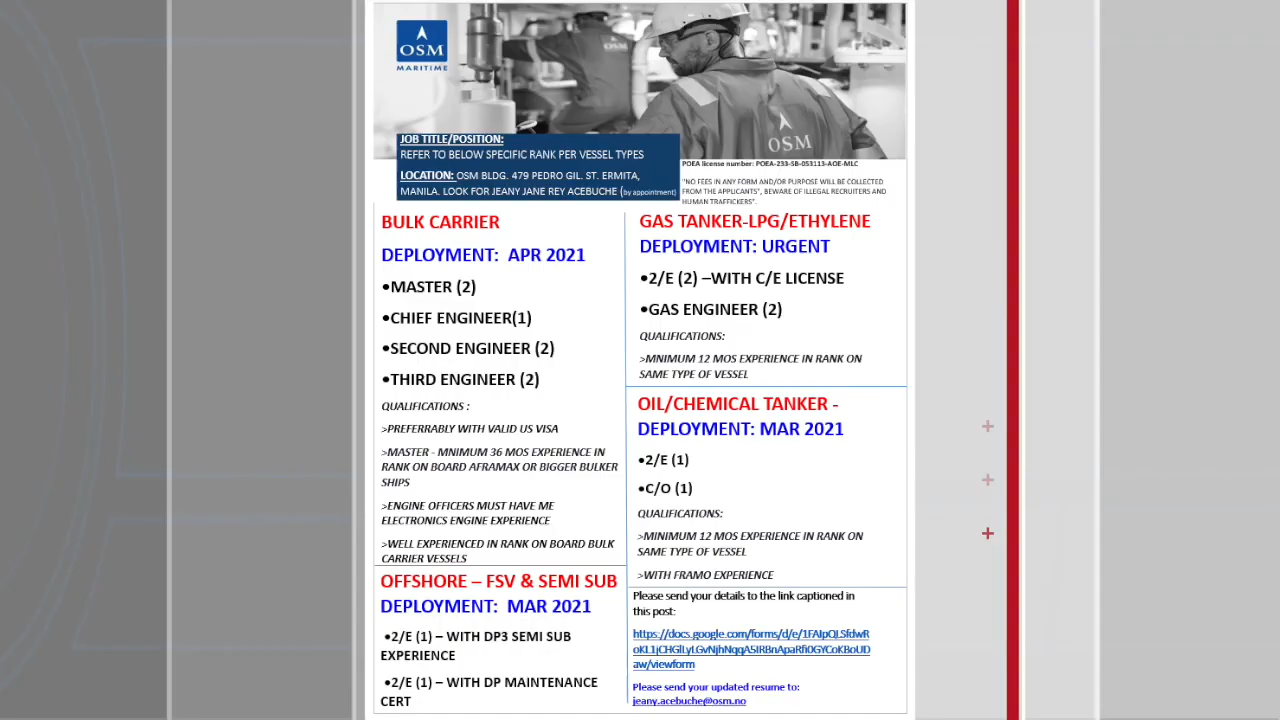 OSM
MARITIME
OSM
OSM
JOB TITLE/POSITION:
REFER TO BELOW SPECIFIC RANK PER VESSEL TYPES
LOCATION: OSM BLDG. 479 PEDRO GIL. ST. ERMITA,
MANILA. LOOK FOR JEANY JANE REY ACEBUCHE (by appointment)
POEA license number: POEA-233-SB-053113-AOE-MLC
"NO FEES IN ANY FORM AND/OR PURPOSE WILL BE COLLECTED
FROM THE APPLICANTS", BEWARE OF ILLEGAL RECRUITERS AND
HUMAN TRAFFICKERS".
BULK CARRIER
DEPLOYMENT: APR 2021
•MASTER (2)
•CHIEF ENGINEER(1)
•SECOND ENGINEER (2)
•THIRD ENGINEER (2)
QUALIFICATIONS :
>PREFERRABLY WITH VALID US VISA
>MASTER - MNIMUM 36 MOS EXPERIENCE IN
RANK ON BOARD AFRAMAX OR BIGGER BULKER
SHIPS
>ENGINE OFFICERS MUST HAVE ME
ELECTRONICS ENGINE EXPERIENCE
>WELL EXPERIENCED IN RANK ON BOARD BULK
CARRIER VESSELS
OFFSHORE – FSV & SEMI SUB
DEPLOYMENT: MAR 2021
•2/E (1) – WITH DP3 SEMI SUB
EXPERIENCE
•2/E (1) – WITH DP MAINTENANCE
CERT
GAS TANKER-LPG/ETHYLENE
DEPLOYMENT: URGENT
•2/E (2) –WITH C/E LICENSE
•GAS ENGINEER (2)
QUALIFICATIONS:
>MNIMUM 12 MOS EXPERIENCE IN RANK ON
SAME TYPE OF VESSEL
OIL/CHEMICAL TANKER -
DEPLOYMENT: MAR 2021
•2/E (1)
•C/O (1)
QUALIFICATIONS:
>MINIMUM 12 MOS EXPERIENCE IN RANK ON
SAME TYPE OF VESSEL
>WITH FRAMO EXPERIENCE
Please send your details to the link captioned in
this post:
https://docs.google.com/forms/d/e/1FAIpQLSfdwR
oKL1jCHGlLyLGvNjhNqqA5IRBnApaRfi0GYCoKBoUD
aw/viewform
Please send your updated resume to:
jeany.acebuche@osm.no